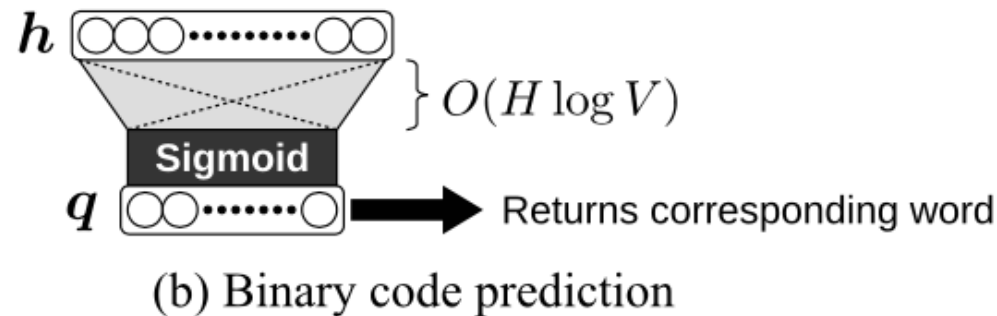 h
O(H log V)
Sigmoid
q
Returns corresponding word
(b) Binary code prediction